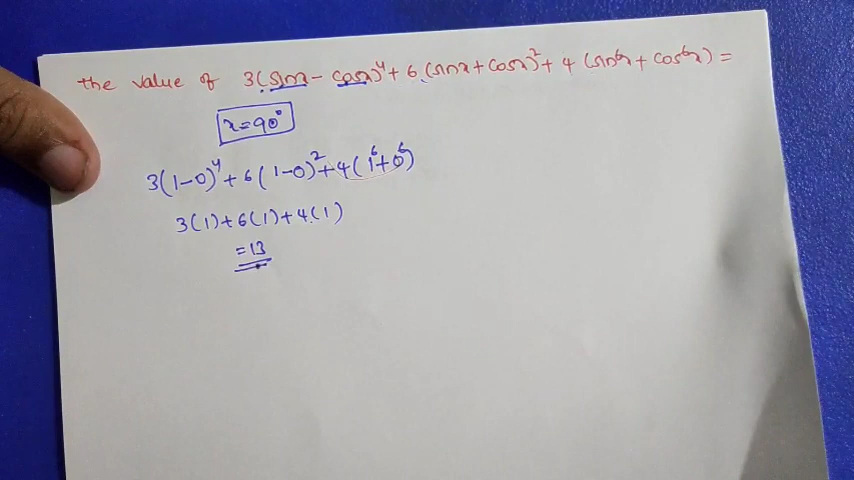 the value of 3(sinx - cosx)⁴ + 6(sinx + cosx)² + 4(sin⁶x + cos⁶x) =
x=90°
3(1-0)⁴ + 6(1-0)² + 4(1⁶+0⁶)
3(1)+6(1)+4(1)
=13